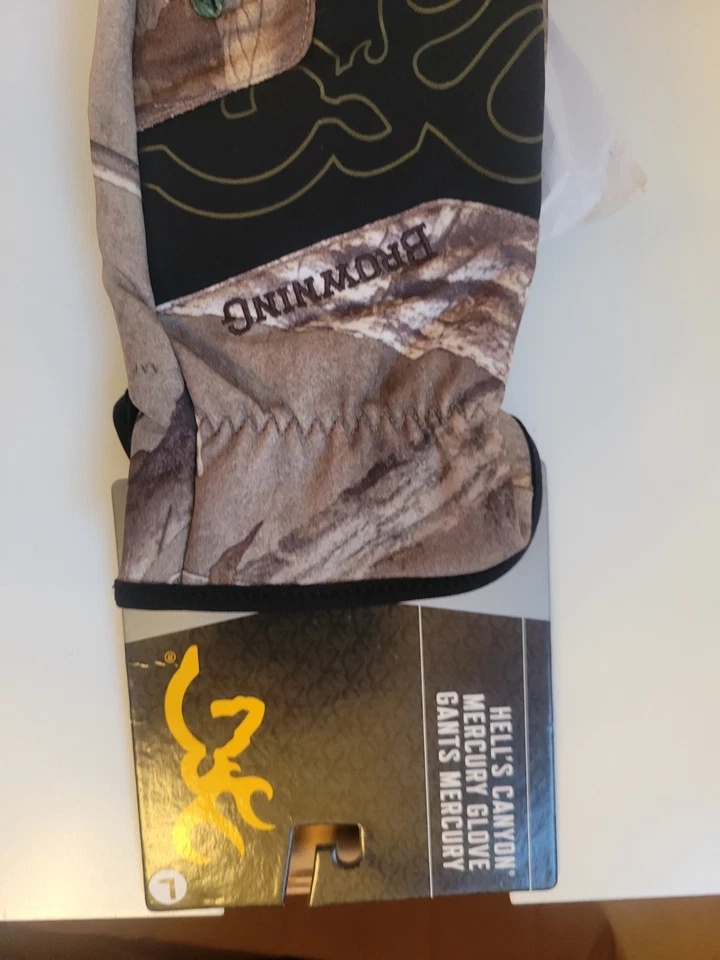 BROWNING
HELL'S CANYON®
MERCURY GLOVE
GANTS MERCURY
®
L